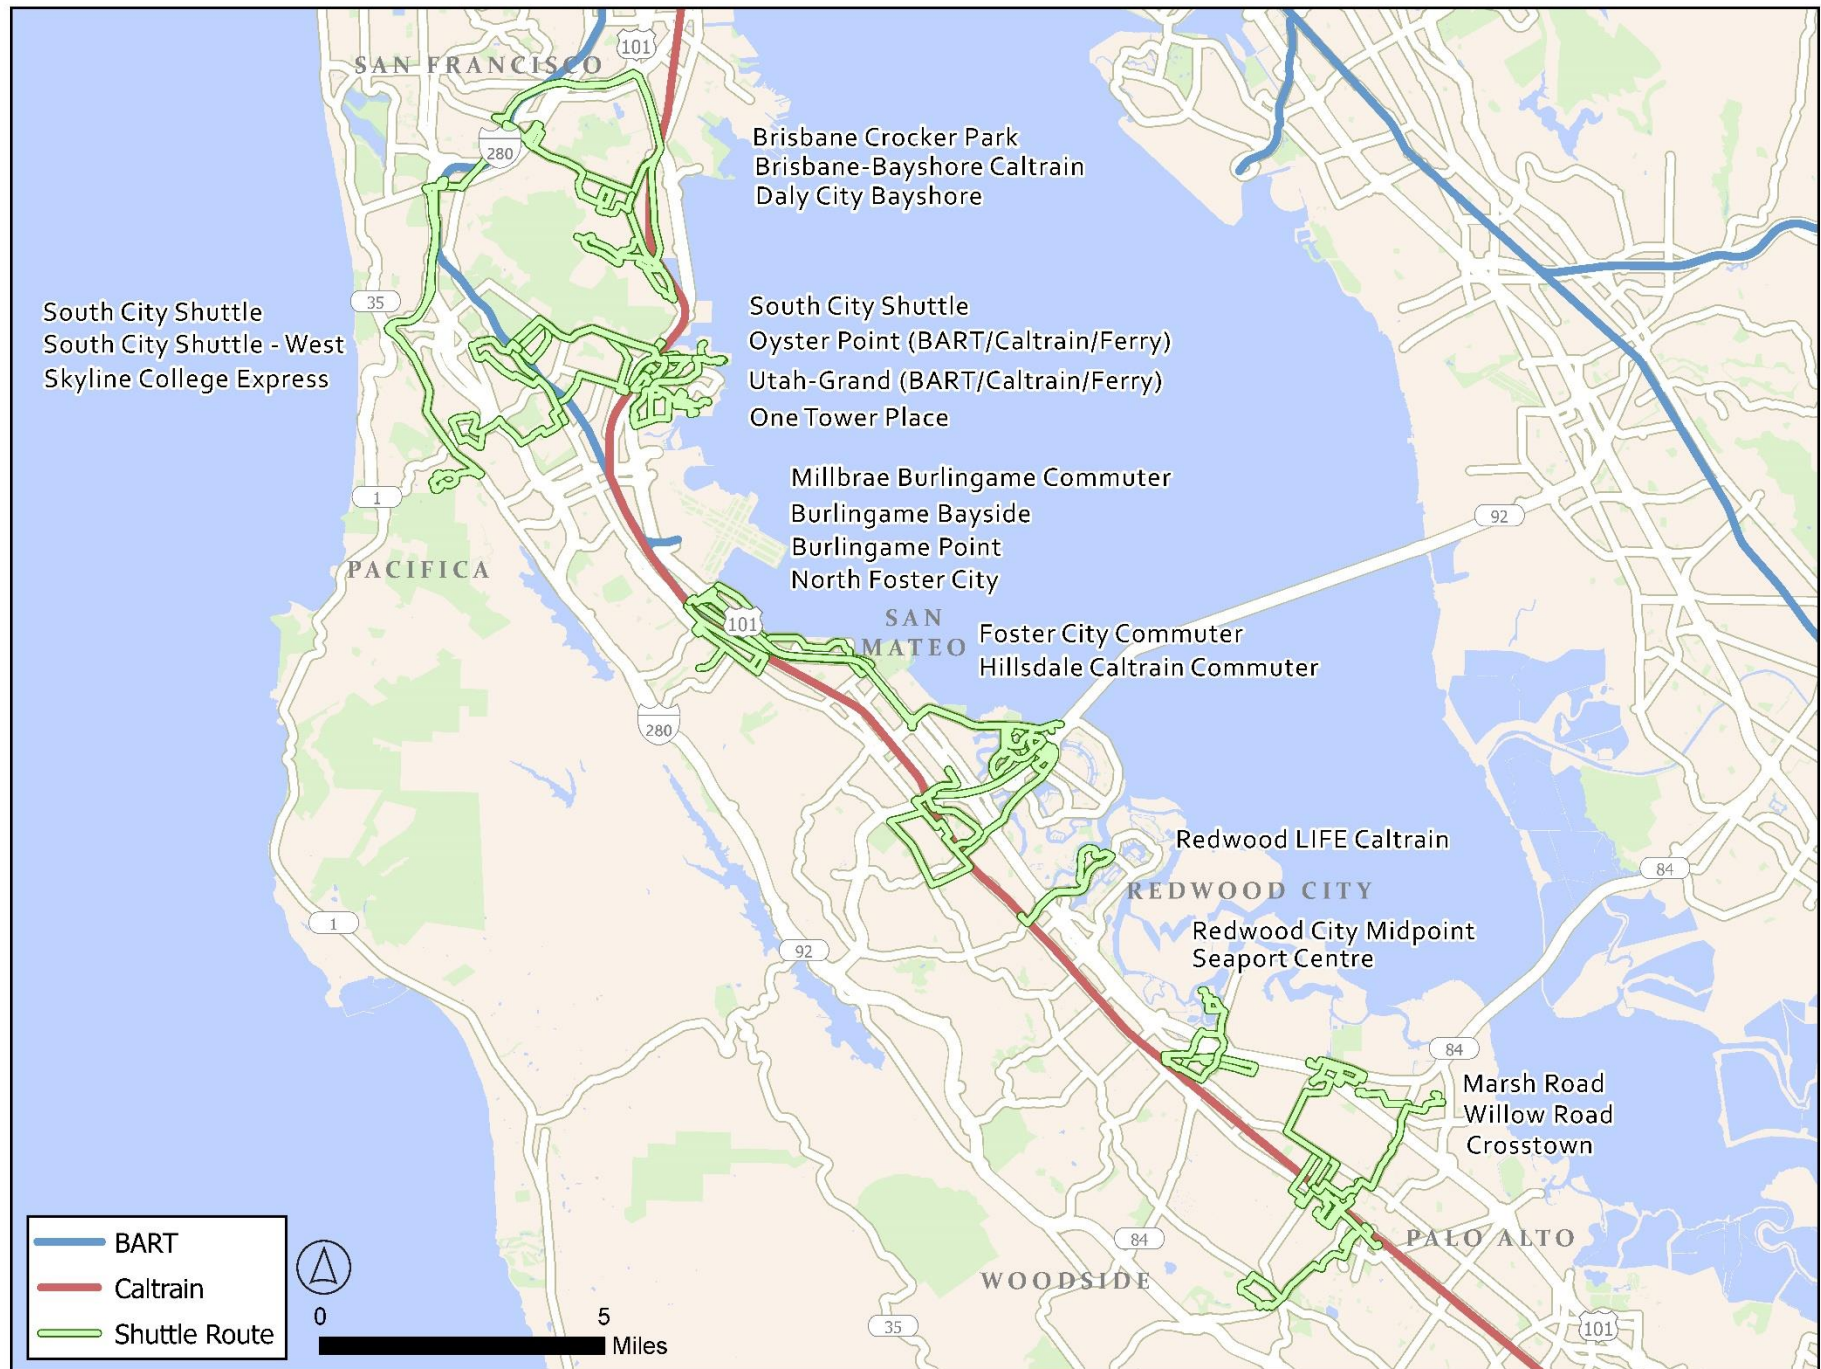 101
SAN FRANCISCO
280
Brisbane Crocker Park
Brisbane-Bayshore Caltrain
Daly City Bayshore
35
South City Shuttle
South City Shuttle - West
Skyline College Express
South City Shuttle
Oyster Point (BART/Caltrain/Ferry)
Utah-Grand (BART/Caltrain/Ferry)
One Tower Place
1
Millbrae Burlingame Commuter
Burlingame Bayside
Burlingame Point
North Foster City
92
PACIFICA
101
SAN
MATEO
Foster City Commuter
Hillsdale Caltrain Commuter
280
Redwood LIFE Caltrain
84
REDWOOD CITY
1
92
Redwood City Midpoint
Seaport Centre
84
Marsh Road
Willow Road
Crosstown
84
PALO ALTO
WOODSIDE
35
101
BART
Caltrain
Shuttle Route
0 5
Miles